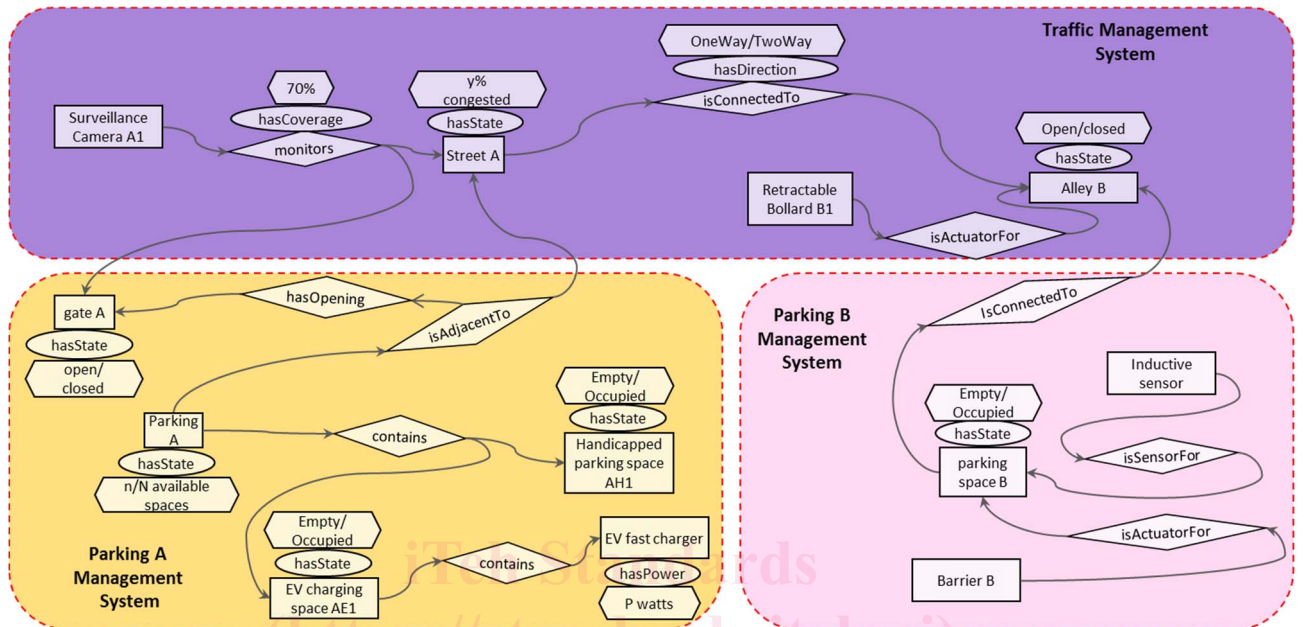 Traffic Management
System
OneWay/TwoWay
hasDirection
isConnectedTo
70%
hasCoverage
monitors
y%
congested
hasState
Street A
Surveillance
Camera A1
Open/closed
hasState
Alley B
Retractable
Bollard B1
isActuatorFor
gate A
hasState
open/
closed
hasOpening
isAdjacentTo
Parking
A
hasState
n/N available
spaces
contains
Empty/
Occupied
hasState
Handicapped
parking space
AH1
Empty/
Occupied
hasState
EV charging
space AE1
contains
EV fast charger
hasPower
P watts
Parking A
Management
System
Parking B
Management
System
IsConnectedTo
Inductive
sensor
Empty/
Occupied
hasState
parking
space B
isSensorFor
isActuatorFor
Barrier B
iTeh Standards